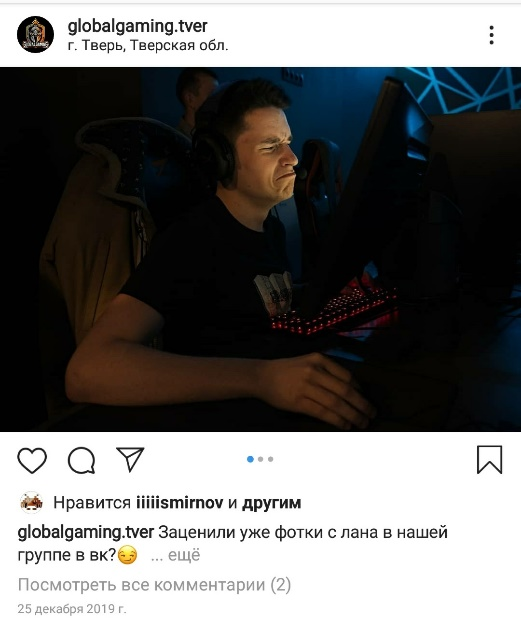 globalgaming.tver
г. Тверь, Тверская обл.
Нравится iiiiismirnov и другим
globalgaming.tver Заценили уже фотки с лана в нашей
группе в вк?😏 ... ещё
Посмотреть все комментарии (2)
25 декабря 2019 г.